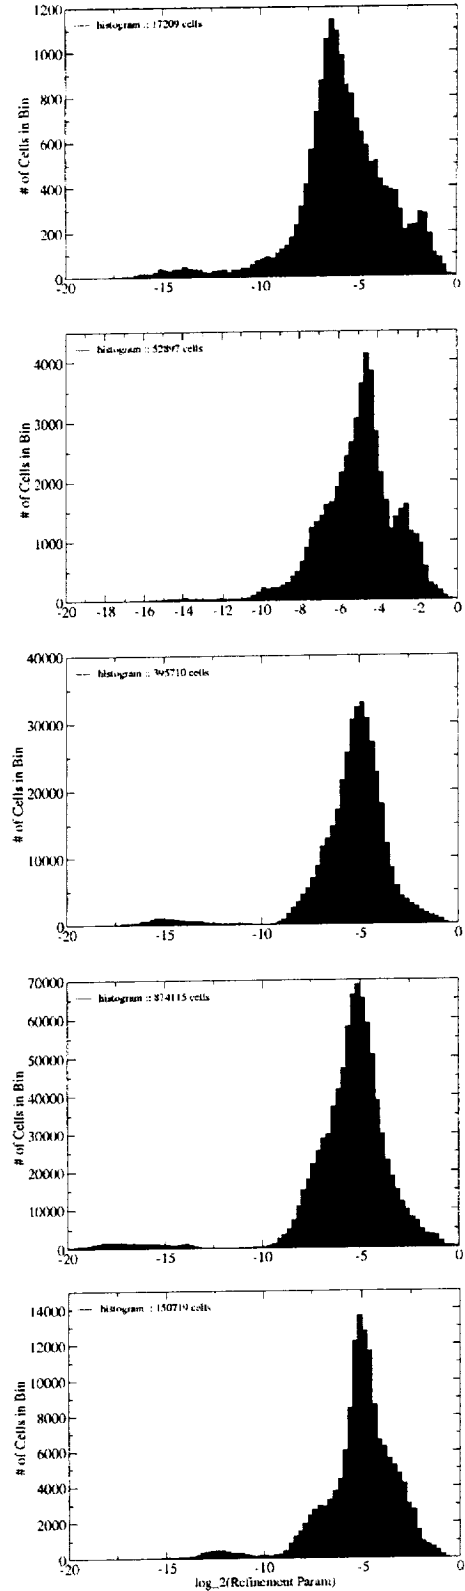 1200
histogram :: 17209 cells
1000
800
600
400
200
0
# of Cells in Bin
-20 -15 -10 -5 0
histogram :: 52897 cells
4000
3000
2000
1000
0
# of Cells in Bin
-20 -18 -16 -14 -12 -10 -8 -6 -4 -2 0
40000
histogram :: 395710 cells
30000
20000
10000
0
# of Cells in Bin
-20 -15 -10 -5 0
70000
histogram :: 874115 cells
60000
50000
40000
30000
20000
10000
0
# of Cells in Bin
-20 -15 -10 -5 0
14000
histogram :: 150719 cells
12000
10000
8000
6000
4000
2000
0
# of Cells in Bin
-20 -15 -10 -5 0
log_2(Refinement Param)